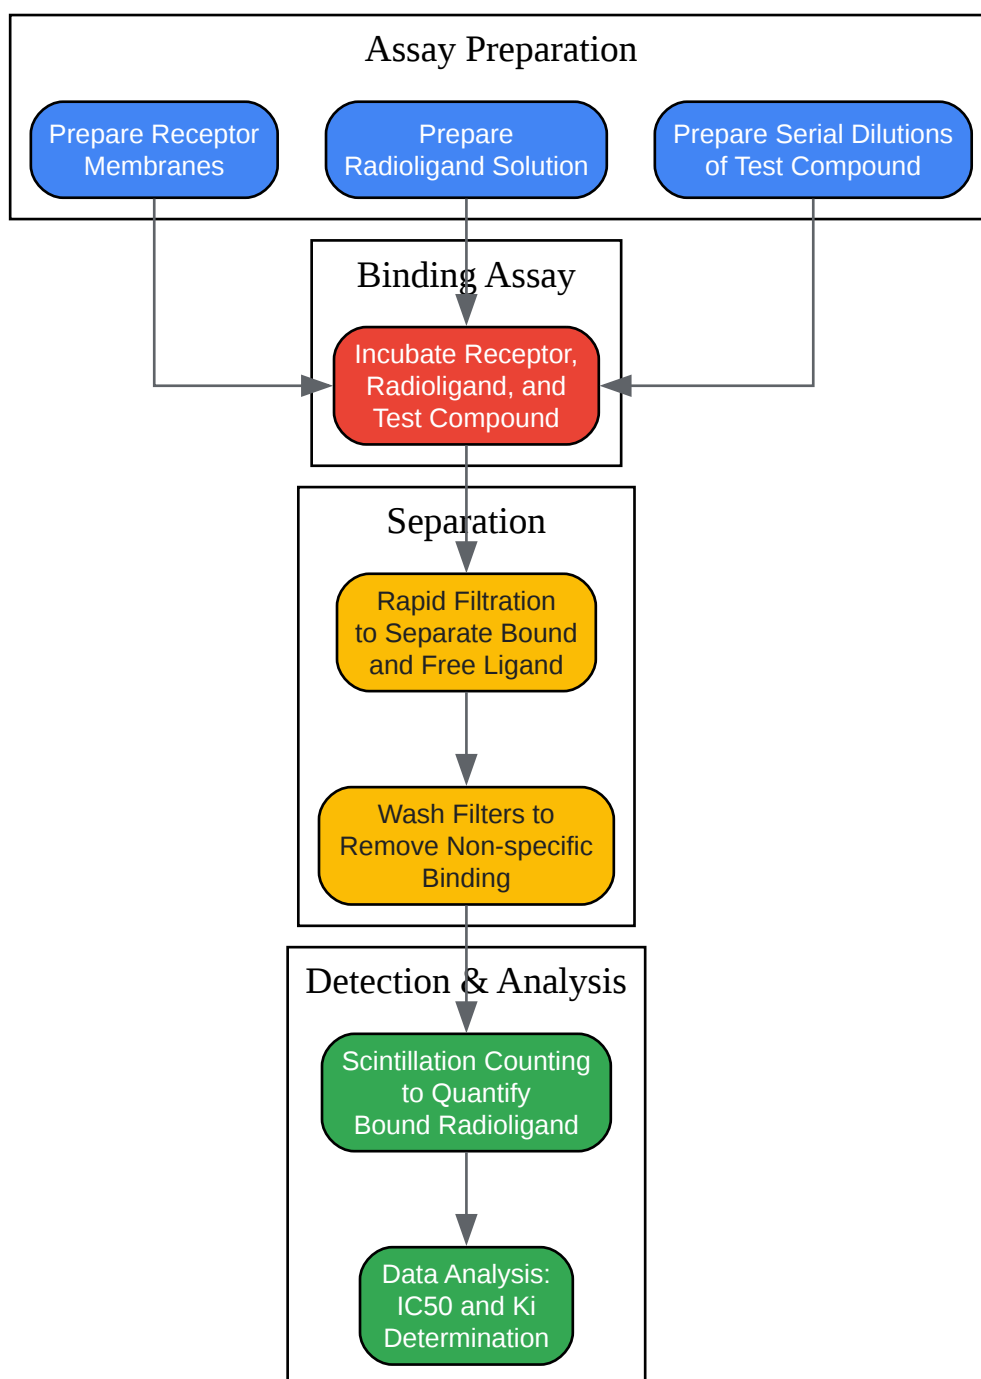 Assay Preparation
Prepare Receptor
Membranes
Prepare
Radioligand Solution
Prepare Serial Dilutions
of Test Compound
Binding Assay
Incubate Receptor,
Radioligand, and
Test Compound
Separation
Rapid Filtration
to Separate Bound
and Free Ligand
Wash Filters to
Remove Non-specific
Binding
Detection & Analysis
Scintillation Counting
to Quantify
Bound Radioligand
Data Analysis:
IC50 and Ki
Determination